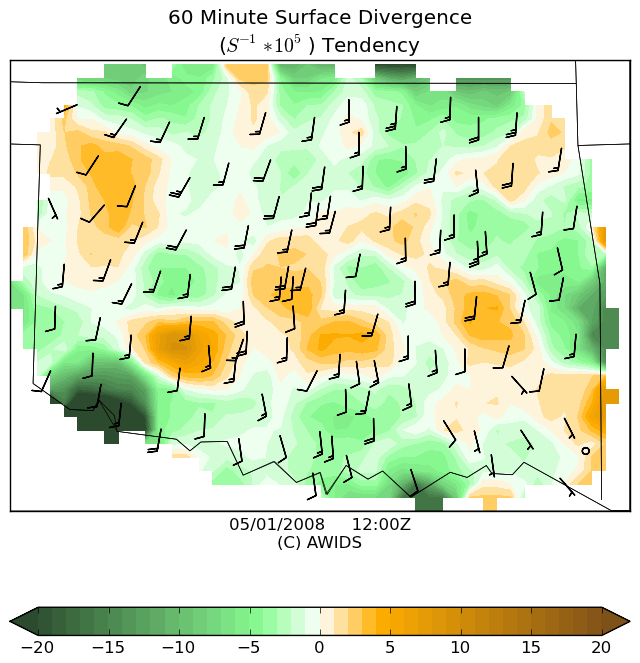 60 Minute Surface Divergence
(S⁻¹ *10⁵ ) Tendency
05/01/2008 12:00Z
(C) AWIDS
−20 −15 −10 −5 0 5 10 15 20